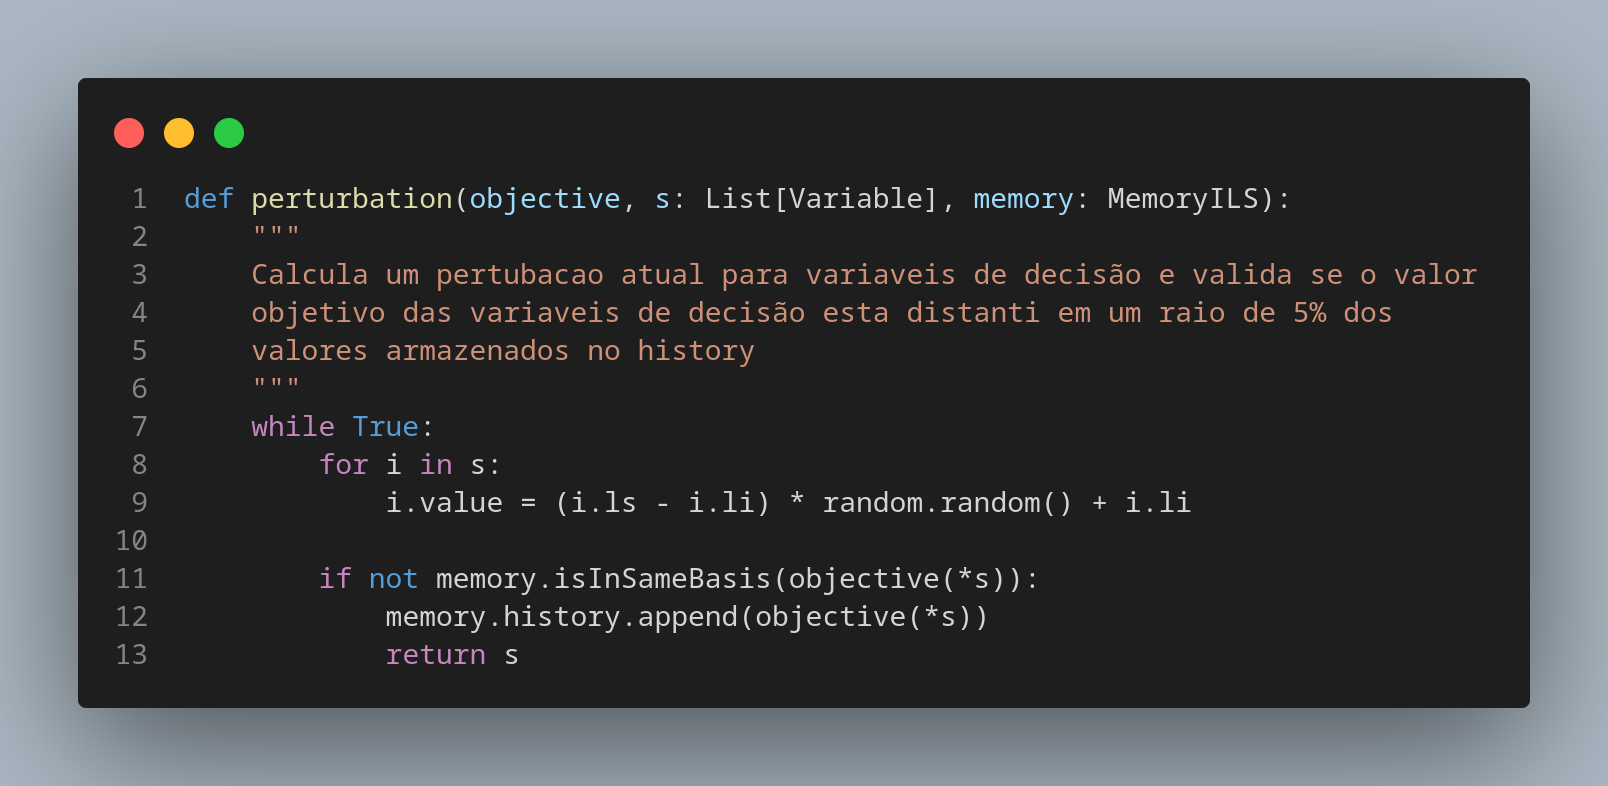 1 def perturbation(objective, s: List[Variable], memory: MemoryILS):
2     """
3     Calcula um pertubacao atual para variaveis de decisão e valida se o valor
4     objetivo das variaveis de decisão esta distanti em um raio de 5% dos
5     valores armazenados no history
6     """
7     while True:
8         for i in s:
9             i.value = (i.ls - i.li) * random.random() + i.li
10
11         if not memory.isInSameBasis(objective(*s)):
12             memory.history.append(objective(*s))
13             return s